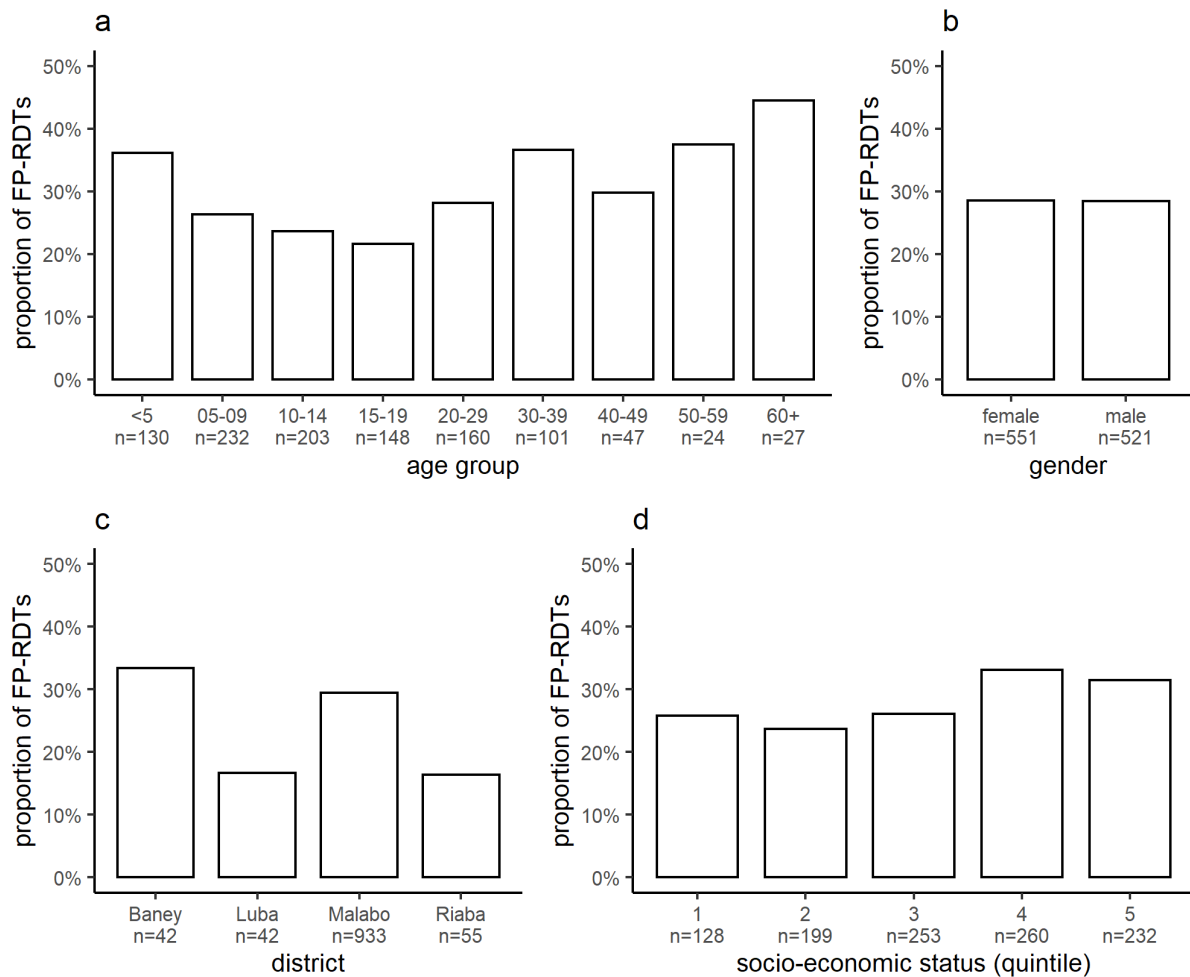 a
proportion of FP-RDTs
50%
40%
30%
20%
10%
0%
<5 05-09 10-14 15-19 20-29 30-39 40-49 50-59 60+
n=130 n=232 n=203 n=148 n=160 n=101 n=47 n=24 n=27
age group
b
proportion of FP-RDTs
50%
40%
30%
20%
10%
0%
female male
n=551 n=521
gender
c
proportion of FP-RDTs
50%
40%
30%
20%
10%
0%
Baney Luba Malabo Riaba
n=42 n=42 n=933 n=55
district
d
proportion of FP-RDTs
50%
40%
30%
20%
10%
0%
1 2 3 4 5
n=128 n=199 n=253 n=260 n=232
socio-economic status (quintile)